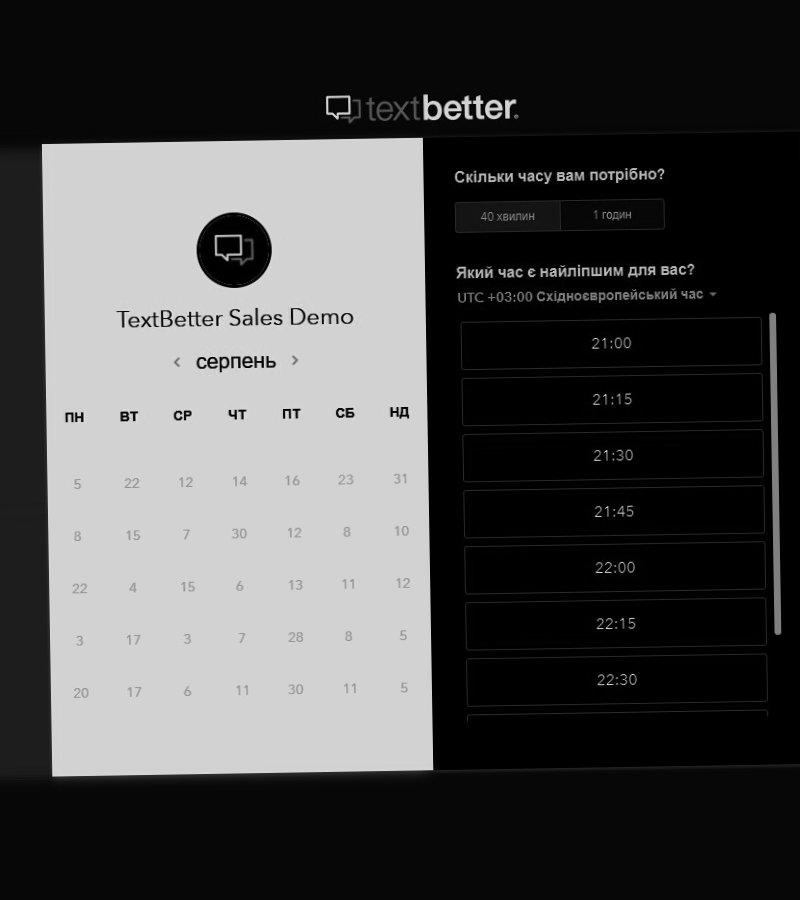 textbetter.
TextBetter Sales Demo
серпень
ПН ВТ СР ЧТ ПТ СБ НД
5 22 12 14 16 23 31
8 15 7 30 12 8 10
22 4 15 6 13 11 12
3 17 3 7 28 8 5
20 17 6 11 30 11 5
Скільки часу вам потрібно?
40 хвилин 1 годин
Який час є найліпшим для вас?
UTC +03:00 Східноєвропейський час
21:00
21:15
21:30
21:45
22:00
22:15
22:30